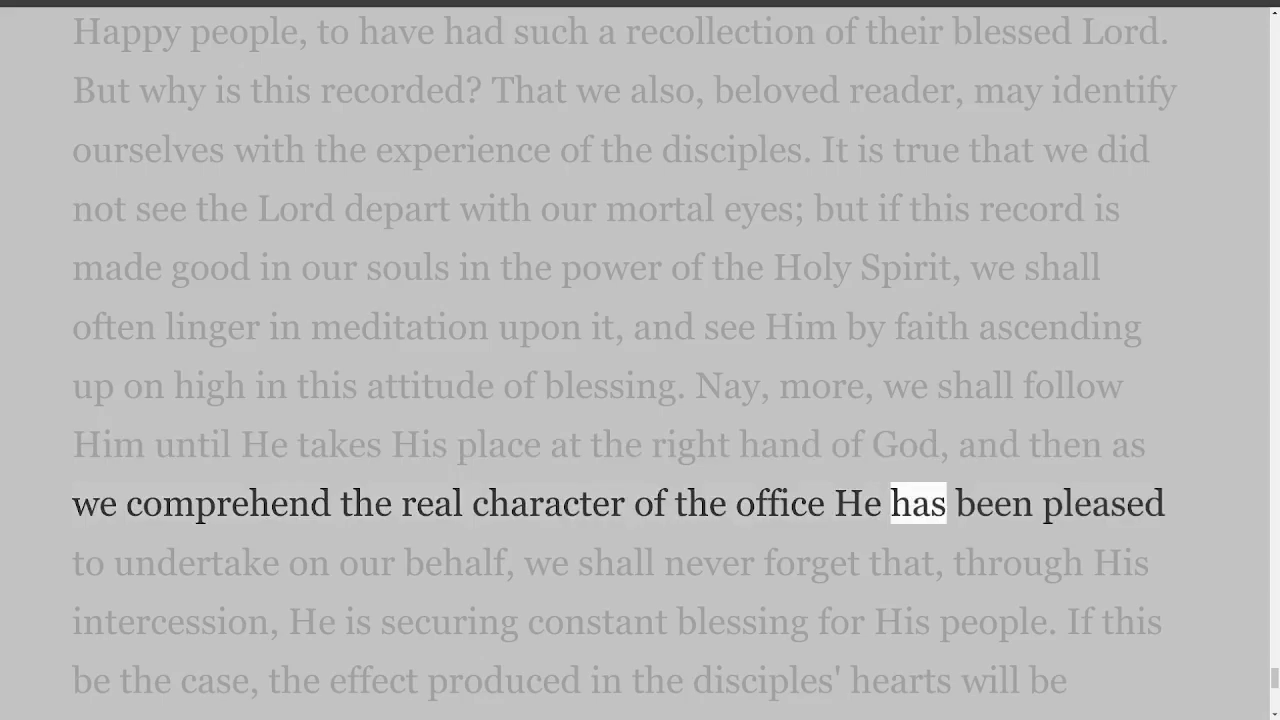 Happy people, to have had such a recollection of their blessed Lord.
But why is this recorded? That we also, beloved reader, may identify
ourselves with the experience of the disciples. It is true that we did
not see the Lord depart with our mortal eyes; but if this record is
made good in our souls in the power of the Holy Spirit, we shall
often linger in meditation upon it, and see Him by faith ascending
up on high in this attitude of blessing. Nay, more, we shall follow
Him until He takes His place at the right hand of God, and then as
we comprehend the real character of the office He has been pleased
to undertake on our behalf, we shall never forget that, through His
intercession, He is securing constant blessing for His people. If this
be the case, the effect produced in the disciples' hearts will be